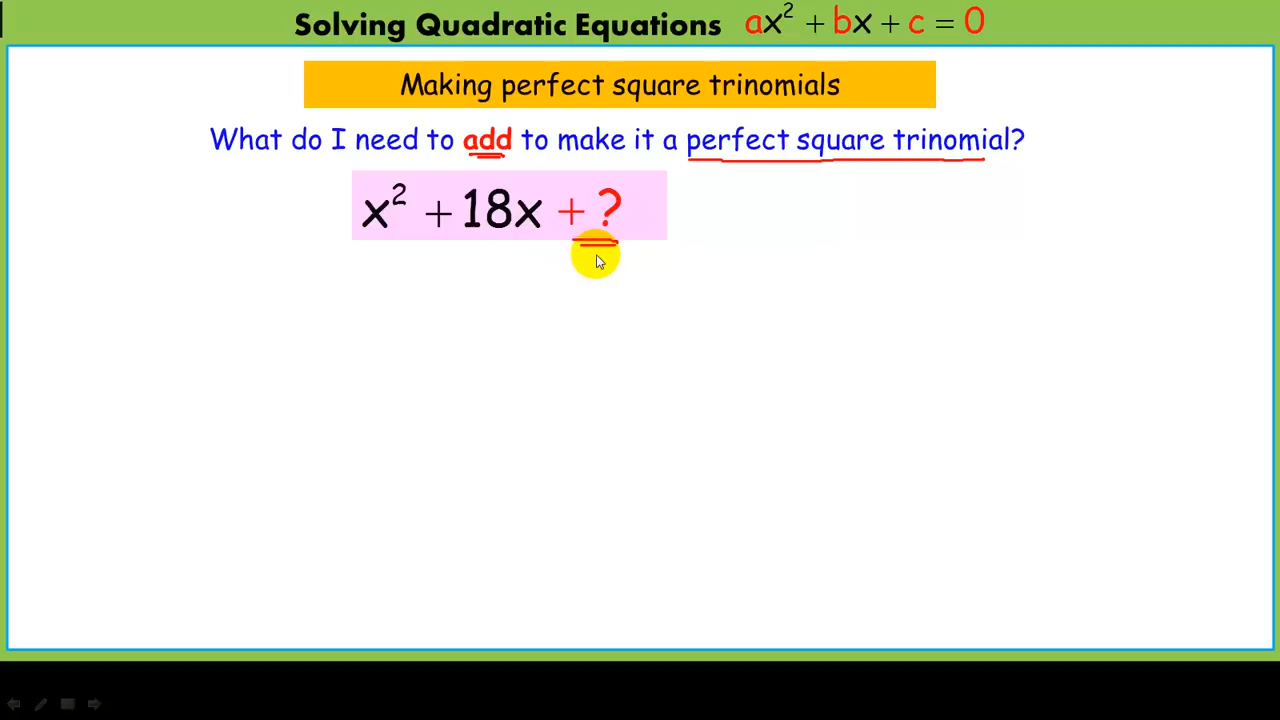 Solving Quadratic Equations ax² + bx + c = 0
Making perfect square trinomials
What do I need to add to make it a perfect square trinomial?
x² + 18x + ?